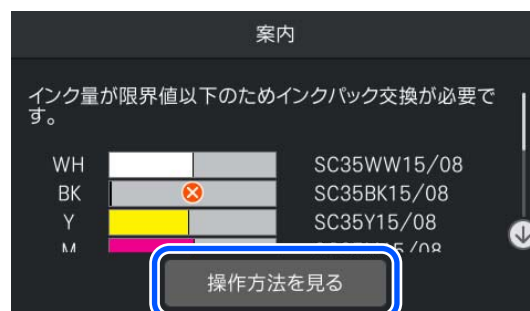 案内
インク量が限界値以下のためインクパック交換が必要で
す。
WH SC35WW15/08
BK SC35BK15/08
Y SC35Y15/08
M 5/08
操作方法を見る